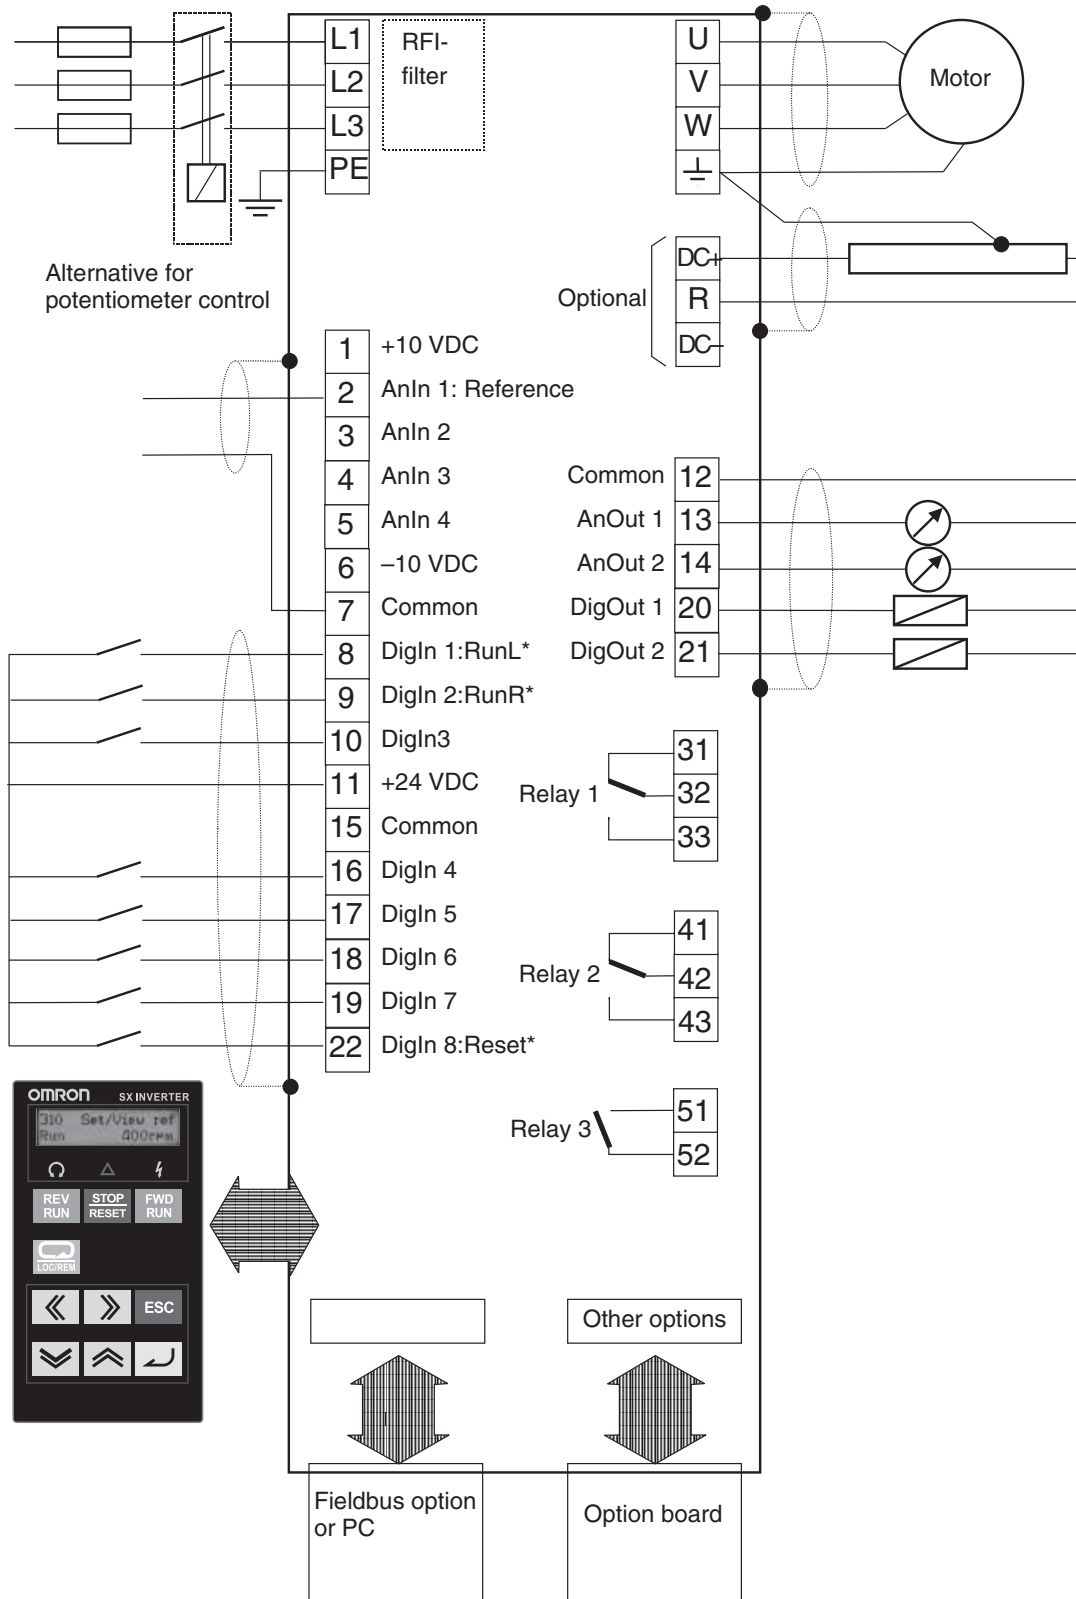 L1
L2
L3
PE
RFI-
filter
U
V
W
Motor
Alternative for
potentiometer control
Optional
DC+
R
DC-
1 +10 VDC
2 AnIn 1: Reference
3 AnIn 2
4 AnIn 3
5 AnIn 4
6 –10 VDC
7 Common
8 DigIn 1:RunL*
9 DigIn 2:RunR*
10 DigIn3
11 +24 VDC
15 Common
16 DigIn 4
17 DigIn 5
18 DigIn 6
19 DigIn 7
22 DigIn 8:Reset*
Common 12
AnOut 1 13
AnOut 2 14
DigOut 1 20
DigOut 2 21
Relay 1
31
32
33
Relay 2
41
42
43
Relay 3
51
52
OMRON SX INVERTER
310 Set/View ref
Run 400rpm
REV
RUN
STOP
RESET
FWD
RUN
LOC/REM
ESC
Other options
Fieldbus option
or PC
Option board